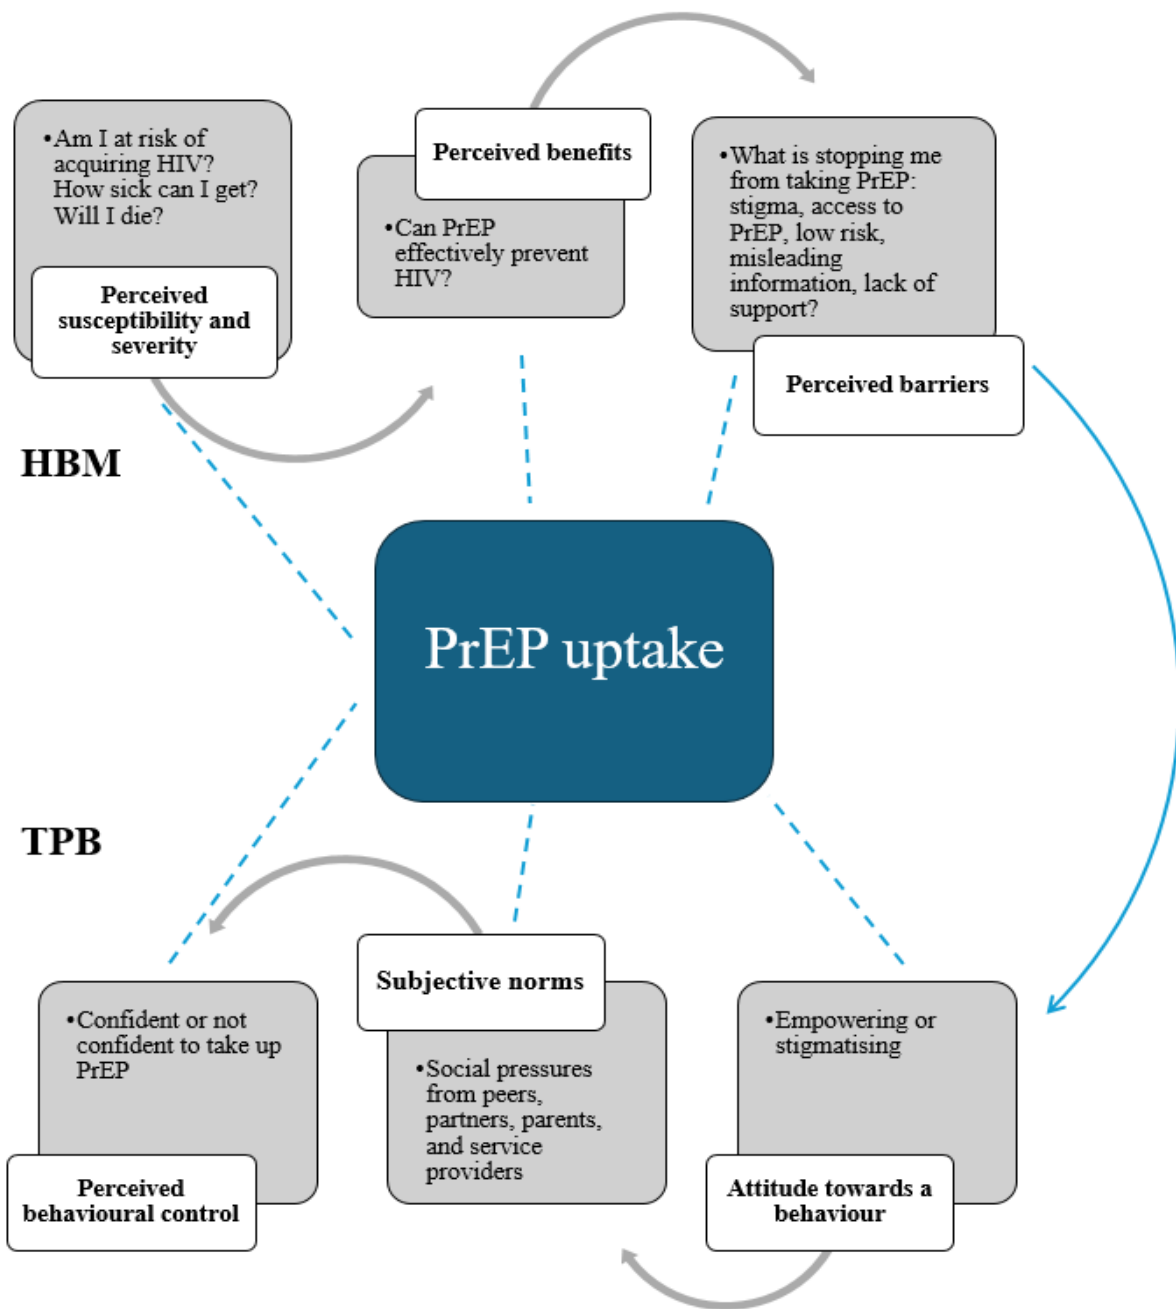 •Am I at risk of
acquiring HIV?
How sick can I get?
Will I die?
Perceived
susceptibility and
severity
Perceived benefits
•Can PrEP
effectively prevent
HIV?
•What is stopping me
from taking PrEP:
stigma, access to
PrEP, low risk,
misleading
information, lack of
support?
Perceived barriers
HBM
PrEP uptake
TPB
•Confident or not
confident to take up
PrEP
Perceived
behavioural control
Subjective norms
•Social pressures
from peers,
partners, parents,
and service
providers
•Empowering or
stigmatising
Attitude towards a
behaviour